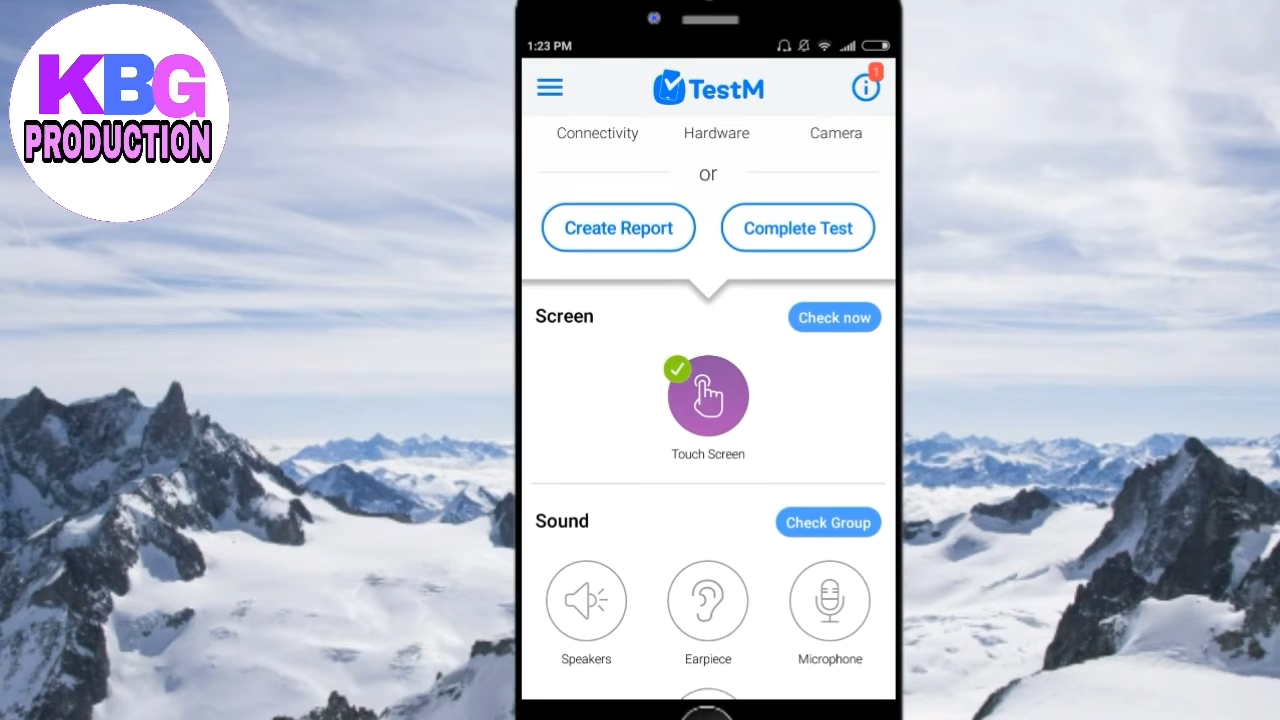 KBG
PRODUCTION
1:23 PM
TestM
1
Connectivity Hardware Camera
or
Create Report Complete Test
Screen Check now
Touch Screen
Sound Check Group
Speakers Earpiece Microphone